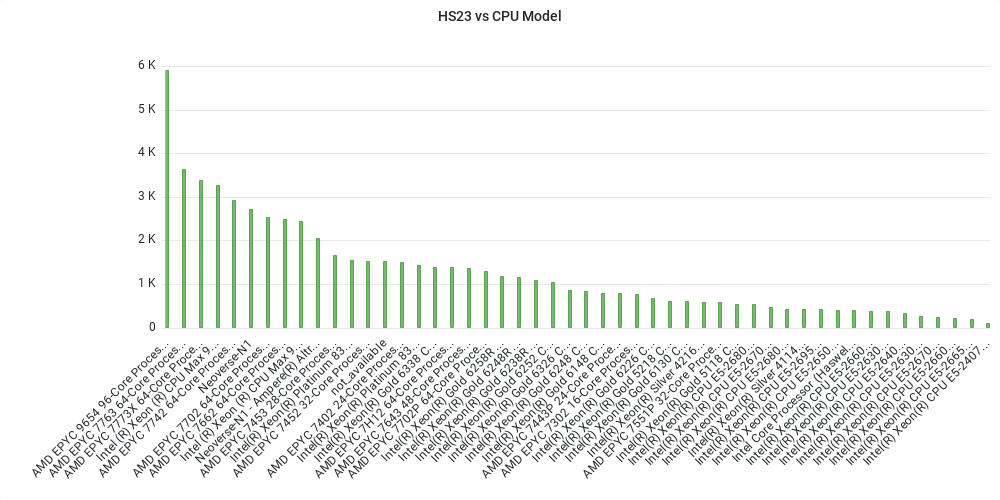 HS23 vs CPU Model
6 K
5 K
4 K
3 K
2 K
1 K
0
AMD EPYC 9654 96-Core Proces...
AMD EPYC 7763 64-Core Proces...
AMD EPYC 7773X 64-Core Proce...
Intel(R) Xeon (R) CPU Max 9...
AMD EPYC 7742 64-Core Proces...
Neoverse-N1
AMD EPYC 7702 64-Core Proces...
AMD EPYC 7662 64-Core Proces...
Intel(R) Xeon (R) CPU Max 9...
Neoverse-N1 - Ampere(R) Altr...
AMD EPYC 7453 28-Core Proces...
Intel(R) Xeon(R) Platinum 83...
AMD EPYC 7452 32-Core Proces...
not_available
AMD EPYC 7402 24-Core Proces...
Intel(R) Xeon(R) Platinum 83...
Intel(R) Xeon(R) Gold 6338 C...
AMD EPYC 7H12 64-Core Proces...
AMD EPYC 7643 48-Core Proces...
AMD EPYC 64-Core Proce...
Intel(R) Xeon(R) Gold 6258R...
Intel(R) Xeon(R) Gold 6248R...
Intel(R) Xeon(R) Gold 6238R...
Intel(R) Xeon(R) Gold 6252 C...
Intel(R) Xeon(R) Gold 6326 C...
Intel(R) Xeon(R) Gold 6248 C...
Intel(R) Xeon(R) Gold 6148 C...
AMD EPYC 7443P 24-Core Proce...
AMD EPYC 7302 16-Core Proces...
Intel(R) Xeon(R) Gold 6226 C...
Intel(R) Xeon(R) Gold 5218 C...
Intel(R) Xeon(R) Gold 6130 C...
Intel(R) Xeon(R) Silver 4216...
AMD EPYC 7551P 32-Core Proce...
Intel(R) Xeon(R) Gold 5118 C...
Intel(R) Xeon(R) CPU E5-2680...
Intel(R) Xeon(R) CPU E5-2670...
Intel(R) Xeon(R) CPU E5-2680...
Intel(R) Xeon(R) Silver 4114...
Intel(R) Xeon(R) CPU E5-2695...
Intel(R) Xeon(R) CPU E5-2650...
Intel Core Processor (Haswell...
Intel(R) Xeon(R) CPU E5-2660...
Intel(R) Xeon(R) CPU E5-2630...
Intel(R) Xeon(R) CPU E5-2640...
Intel(R) Xeon(R) CPU E5-2630...
Intel(R) Xeon(R) CPU E5-2660...
Intel(R) Xeon(R) CPU E5-2665...
Intel(R) Xeon(R) CPU E5-2407...